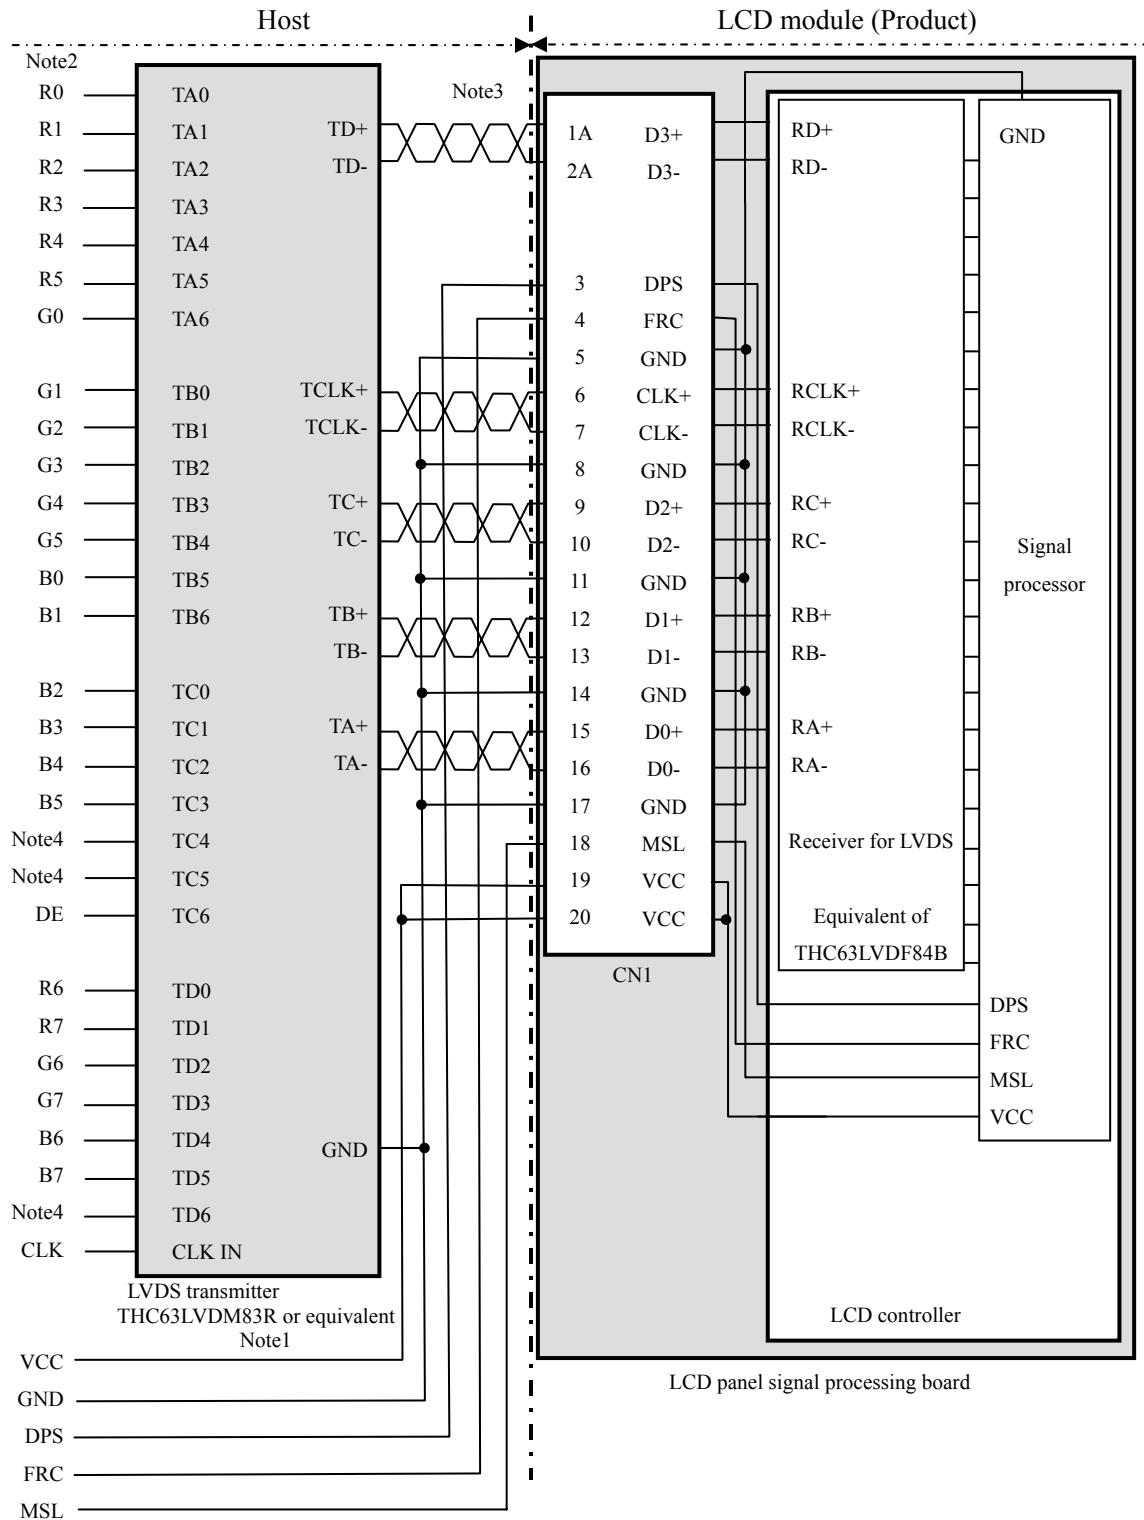 Host
LCD module (Product)
Note2
R0 TA0
R1 TA1
R2 TA2
R3 TA3
R4 TA4
R5 TA5
G0 TA6
G1 TB0
G2 TB1
G3 TB2
G4 TB3
G5 TB4
B0 TB5
B1 TB6
B2 TC0
B3 TC1
B4 TC2
B5 TC3
Note4 TC4
Note4 TC5
DE TC6
R6 TD0
R7 TD1
G6 TD2
G7 TD3
B6 TD4
B7 TD5
Note4 TD6
CLK CLK IN
TD+
TD-
TCLK+
TCLK-
TC+
TC-
TB+
TB-
TA+
TA-
GND
LVDS transmitter
THC63LVDM83R or equivalent
Note1
VCC
GND
DPS
FRC
MSL
Note3
1A D3+
2A D3-
3 DPS
4 FRC
5 GND
6 CLK+
7 CLK-
8 GND
9 D2+
10 D2-
11 GND
12 D1+
13 D1-
14 GND
15 D0+
16 D0-
17 GND
18 MSL
19 VCC
20 VCC
CN1
RD+
RD-
RCLK+
RCLK-
RC+
RC-
RB+
RB-
RA+
RA-
Receiver for LVDS
Equivalent of
THC63LVDF84B
GND
Signal
processor
DPS
FRC
MSL
VCC
LCD controller
LCD panel signal processing board